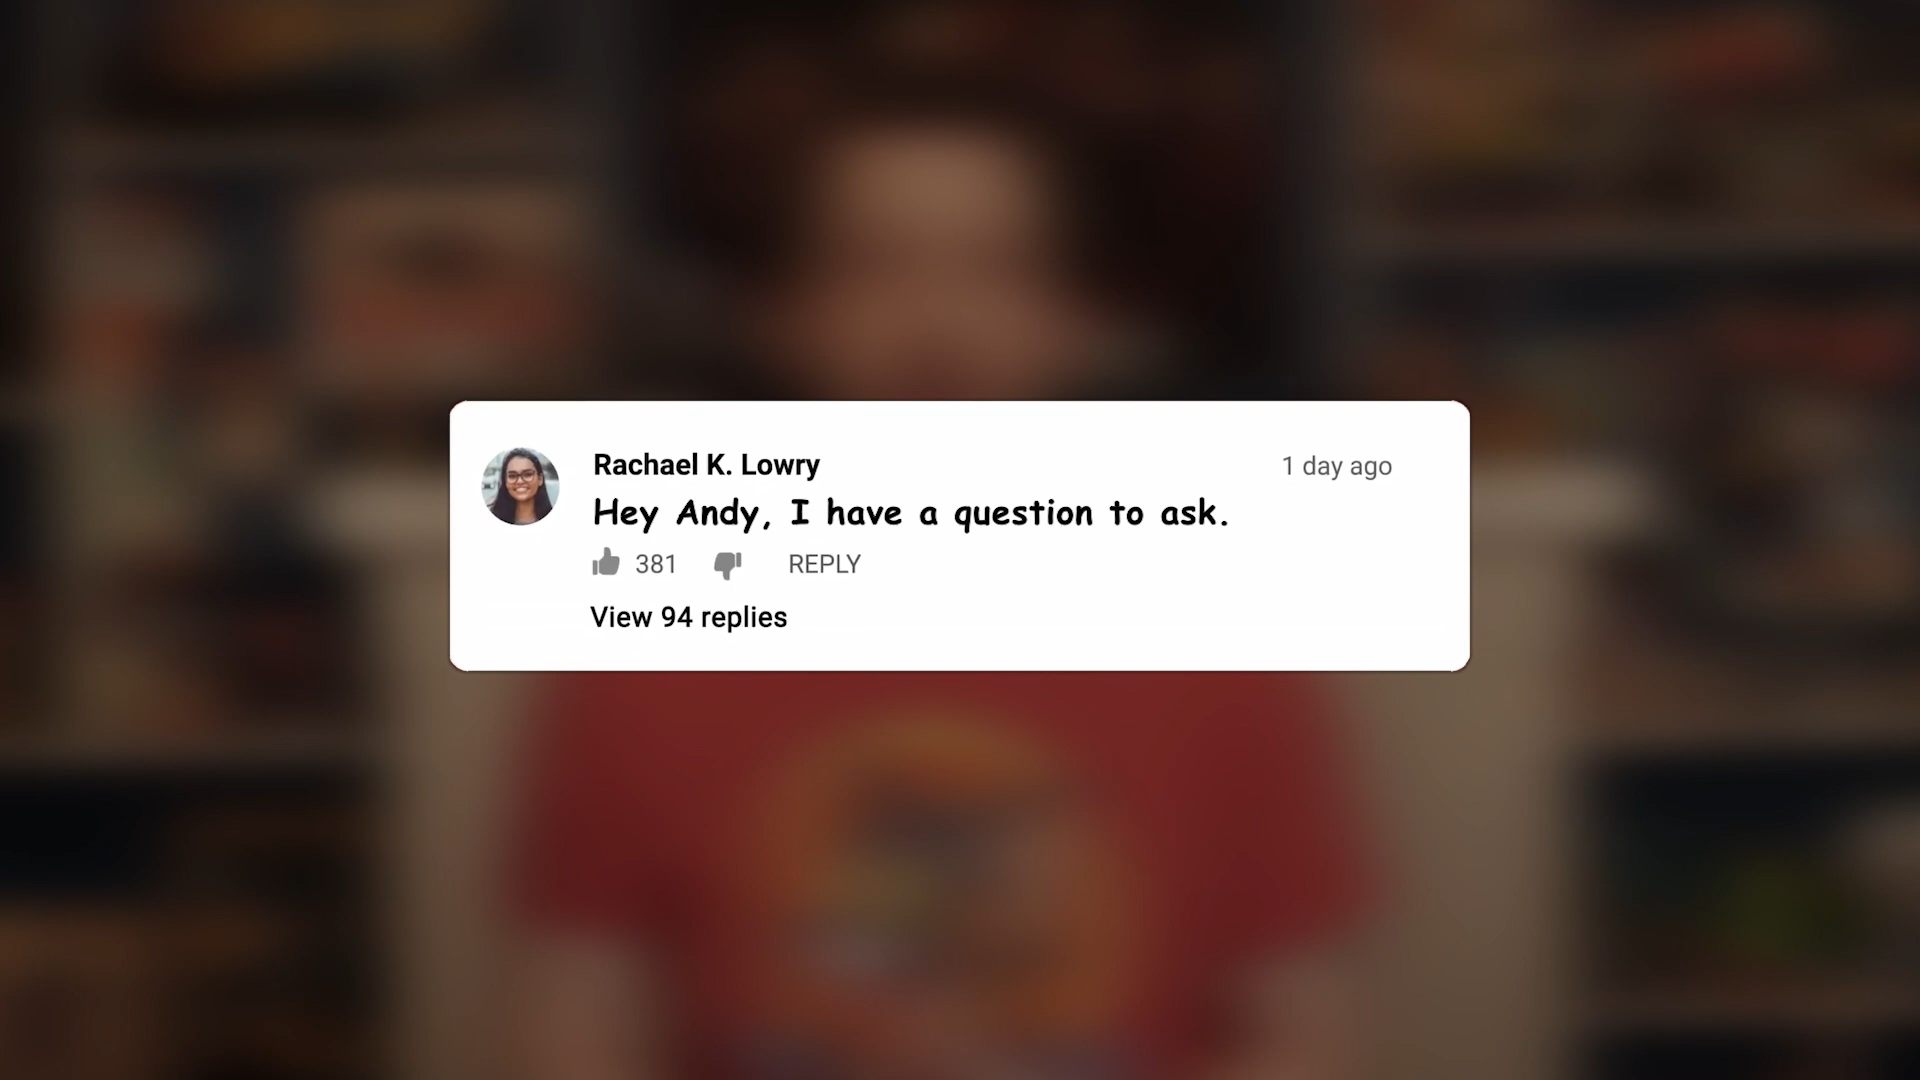 Rachael K. Lowry
1 day ago
Hey Andy, I have a question to ask.
381 REPLY
View 94 replies